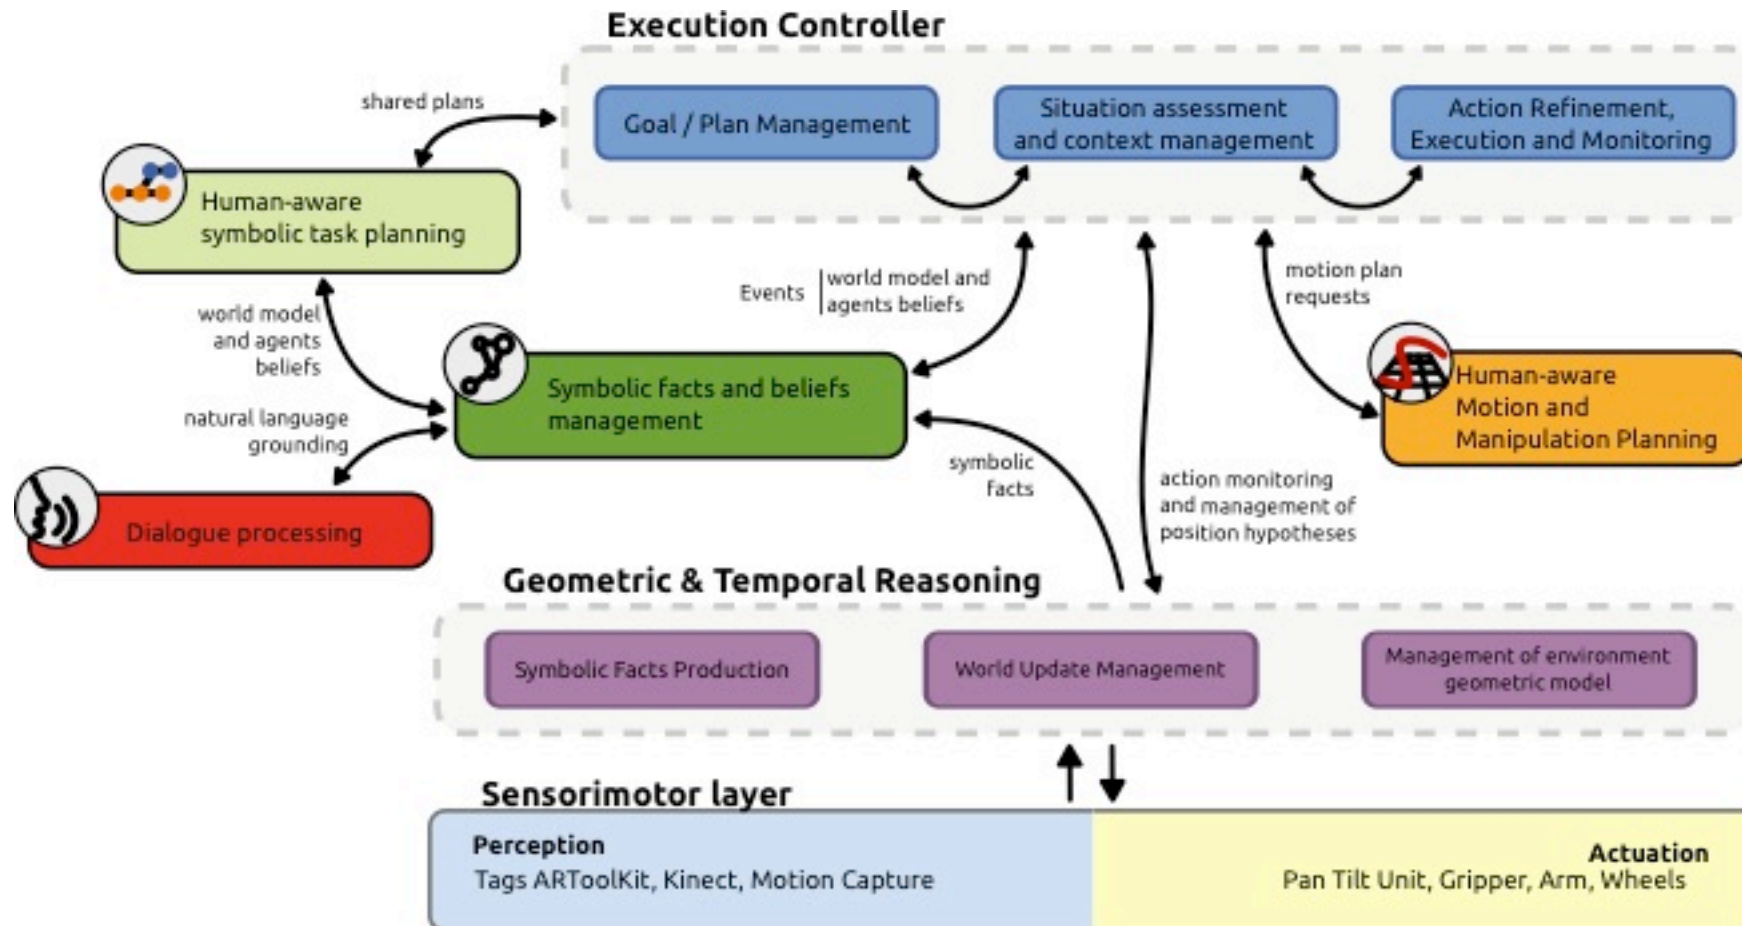 Execution Controller
shared plans
Goal / Plan Management
Situation assessment
and context management
Action Refinement,
Execution and Monitoring
Human-aware
symbolic task planning
Events
world model and
agents beliefs
motion plan
requests
world model
and agents
beliefs
Symbolic facts and beliefs
management
Human-aware
Motion and
Manipulation Planning
natural language
grounding
symbolic
facts
action monitoring
and management of
position hypotheses
Dialogue processing
Geometric & Temporal Reasoning
Symbolic Facts Production
World Update Management
Management of environment
geometric model
Sensorimotor layer
Perception
Tags ARToolKit, Kinect, Motion Capture
Actuation
Pan Tilt Unit, Gripper, Arm, Wheels